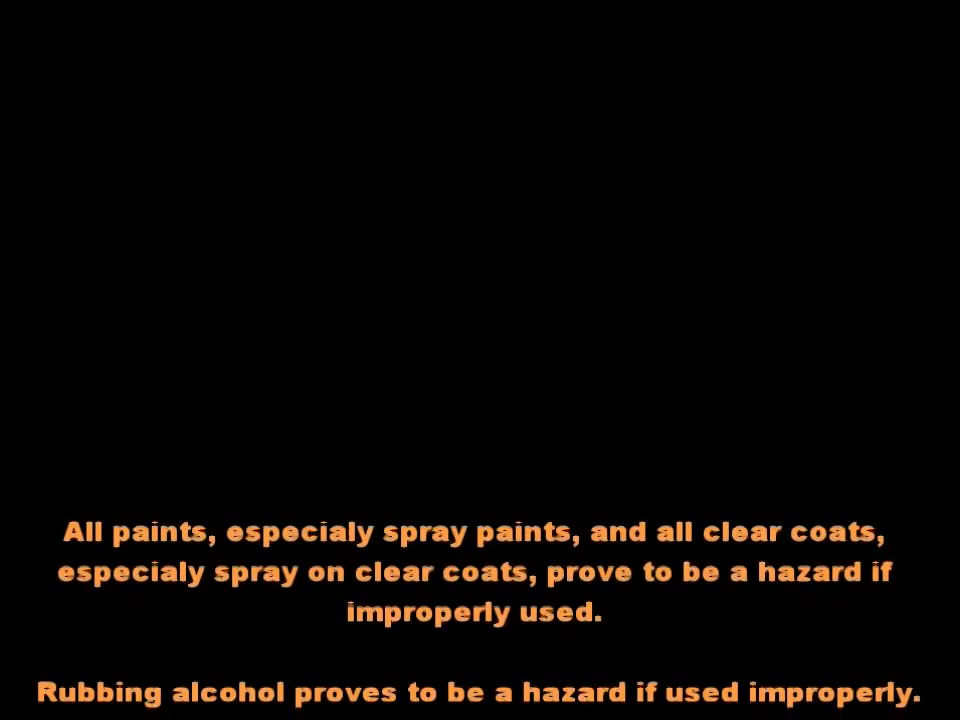 All paints, especialy spray paints, and all clear coats,
especialy spray on clear coats, prove to be a hazard if
improperly used.
Rubbing alcohol proves to be a hazard if used improperly.